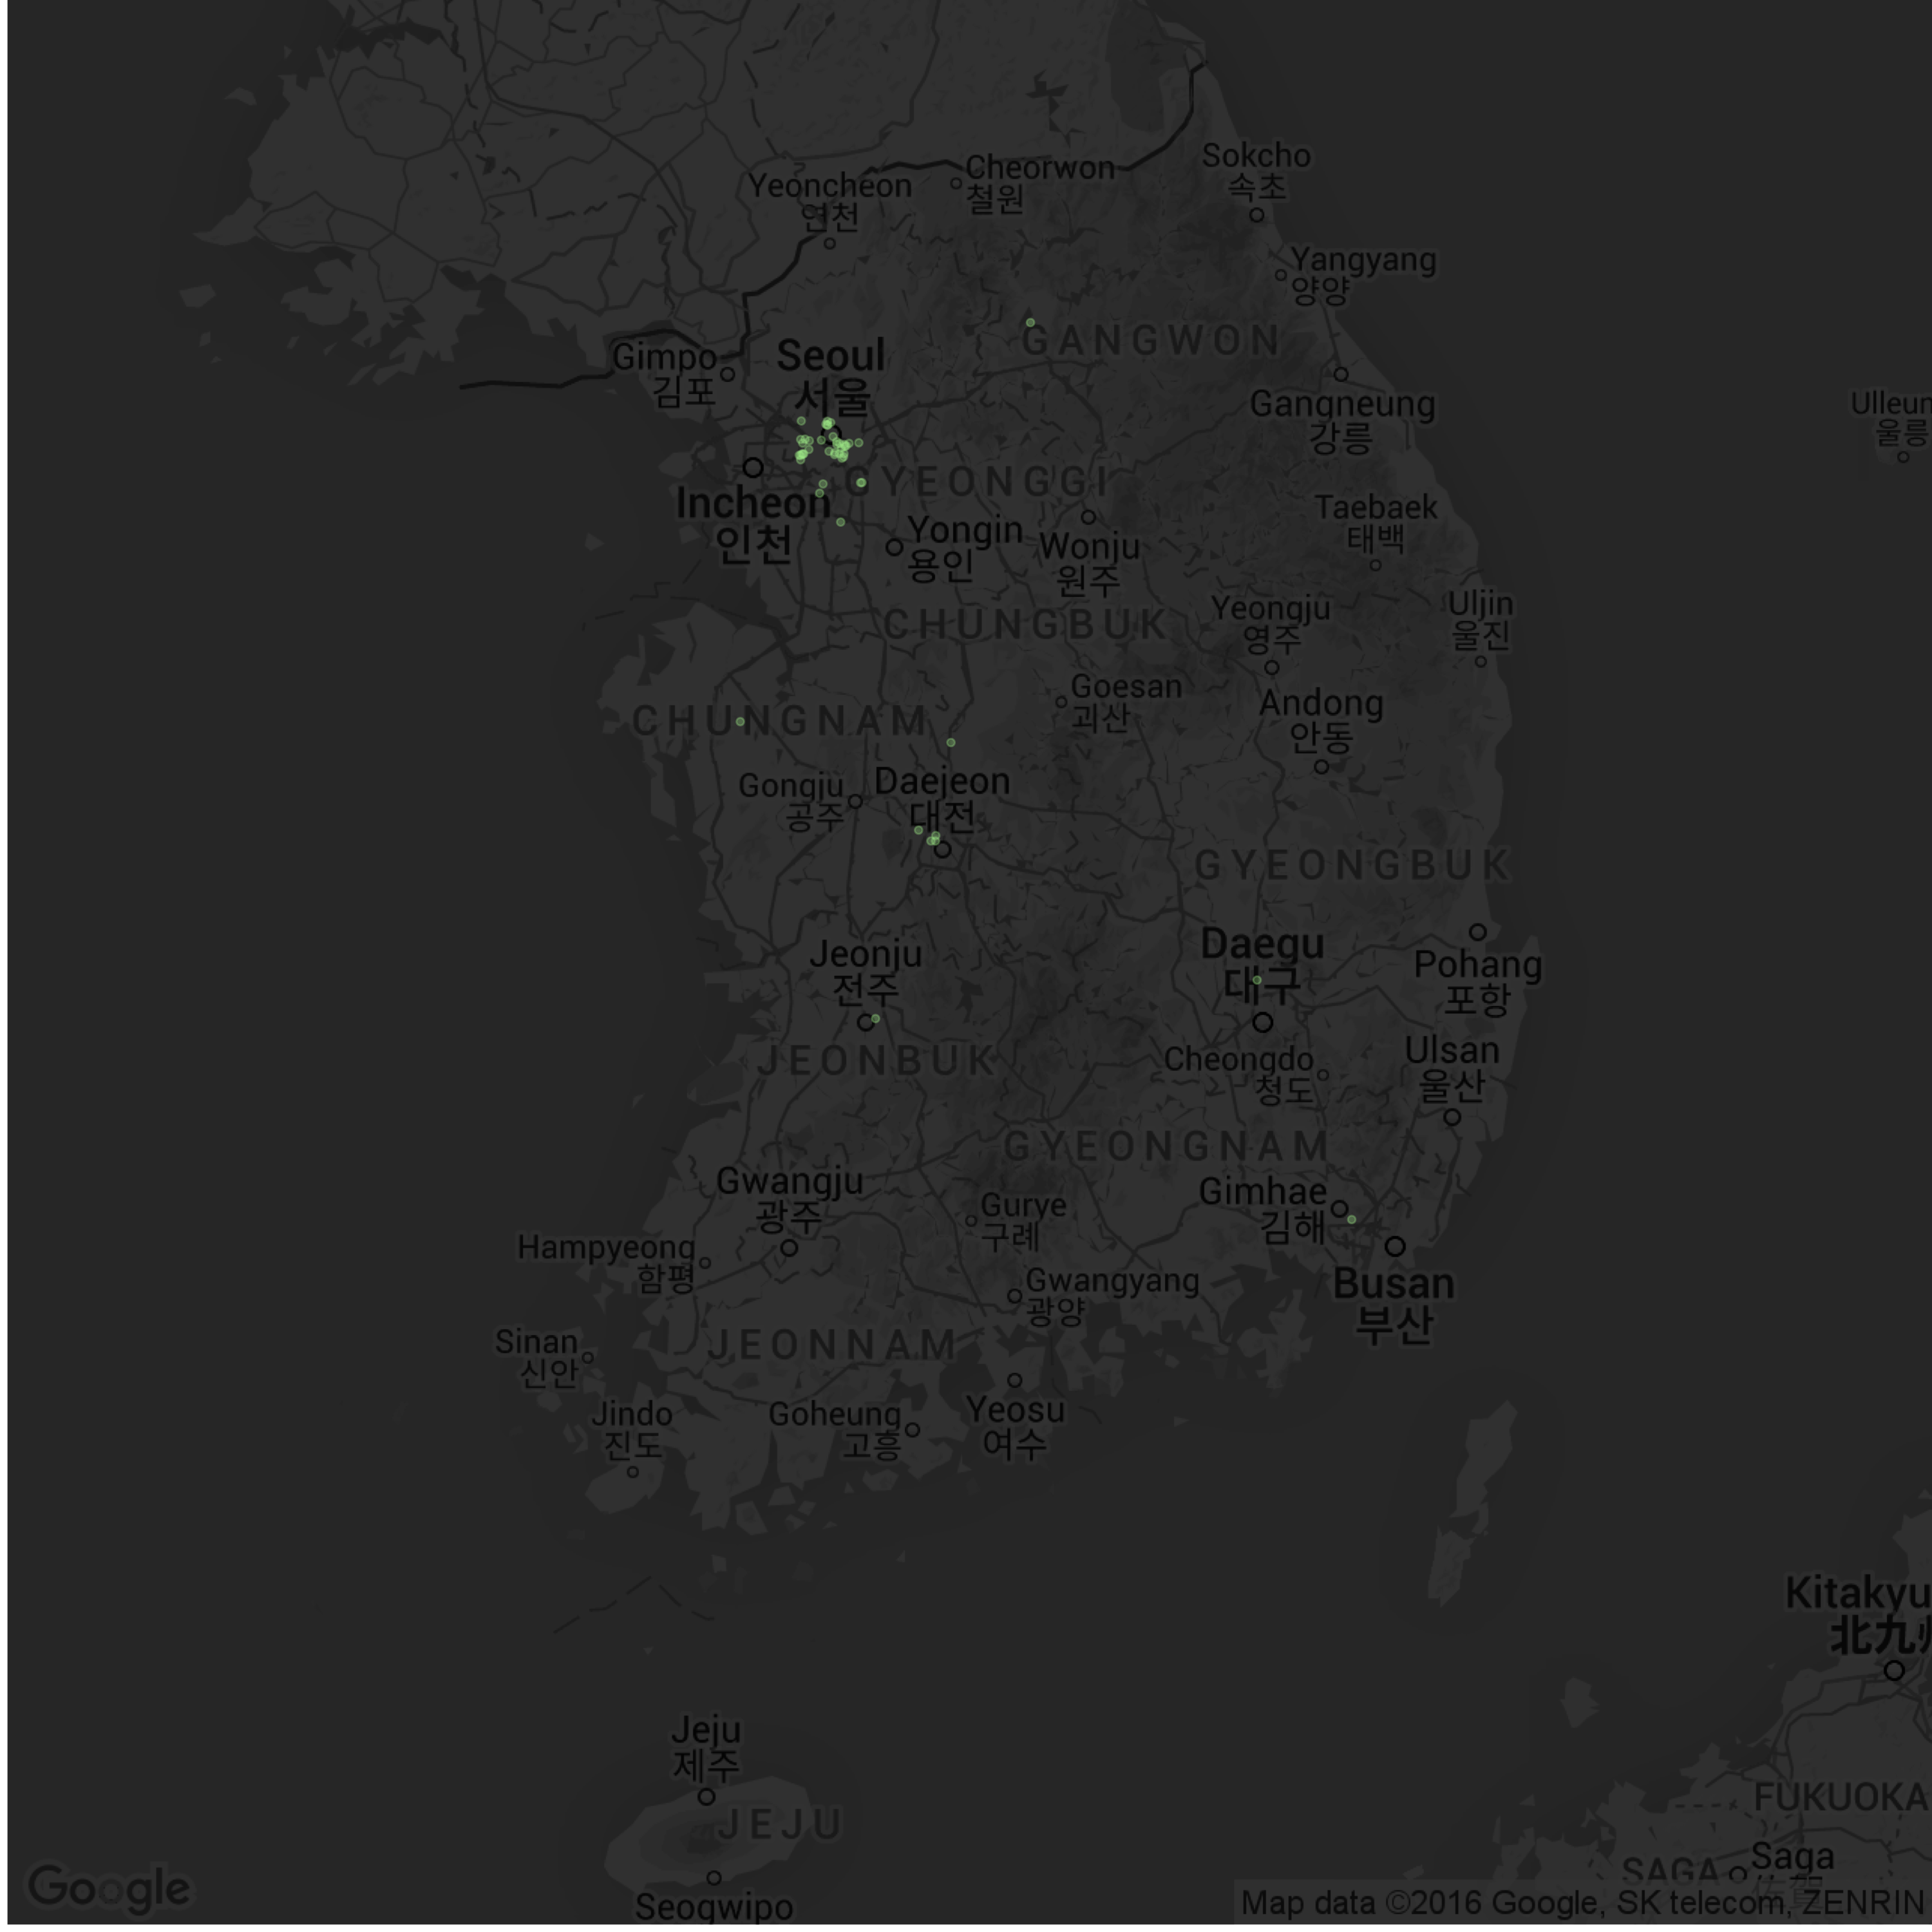 Cheorwon
철원
Sokcho
속초
Yeoncheon
연천
Yangyang
양양
GANGWON
Gimpo
김포
Seoul
서울
Gangneung
강릉
울릉
Incheon
인천
GYEONGGI
Yongin
용인
Wonju
원주
Taebaek
태백
CHUNGBUK
Yeongju
영주
Uljin
울진
Goesan
괴산
Andong
안동
CHUNGNAM
Gongju
공주
Daejeon
대전
GYEONGBUK
Daegu
대구
Pohang
포항
Jeonju
전주
JEONBUK
Cheongdo
청도
Ulsan
울산
GYEONGNAM
Gwangju
광주
Gurye
구례
Gimhae
김해
Hampyeong
함평
Gwangyang
광양
Busan
부산
Sinan
신안
JEONNAM
Jindo
진도
Goheung
고흥
Yeosu
여수
Jeju
제주
JEJU
Seogwipo
FUKUOKA
SAGA
Saga
Google
Map data ©2016 Google, SK telecom, ZENRIN